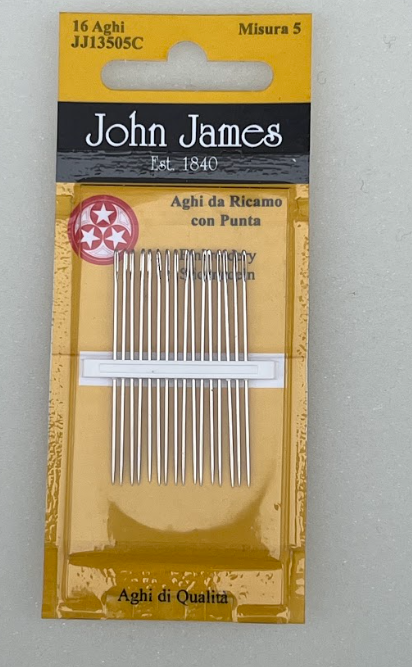 16 Aghi
Misura 5
JJ13505C
John James
Est. 1840
Aghi da Ricamo
con Punta
Aghi di Qualità